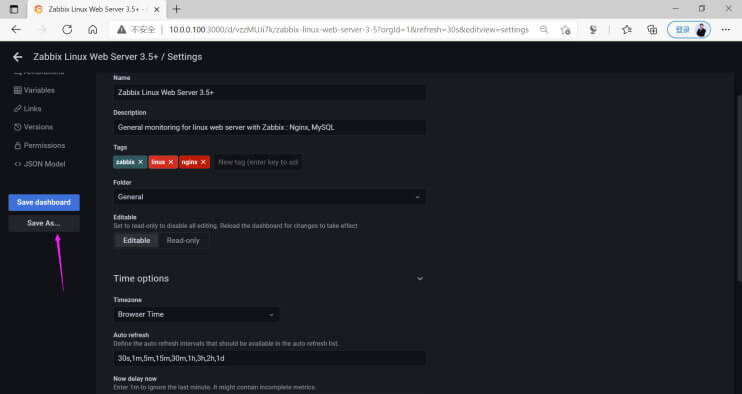 Zabbix Linux Web Server 3.5+ -
不安全
10.0.0.100:3000/d/vzzMUJi7k/zabbix-linux-web-server-3-5?orgId=1&refresh=30s&editview=settings
登录
Zabbix Linux Web Server 3.5+ / Settings
Variables
Links
Versions
Permissions
JSON Model
Save dashboard
Save As...
Name
Zabbix Linux Web Server 3.5+
Description
General monitoring for linux web server with Zabbix : Nginx, MySQL
Tags
zabbix linux nginx New tag (enter key to ad
Folder
General
Editable
Set to read-only to disable all editing. Reload the dashboard for changes to take effect
Editable Read-only
Time options
Timezone
Browser Time
Auto refresh
Define the auto refresh intervals that should be available in the auto refresh list.
30s,1m,5m,15m,30m,1h,3h,2h,1d
Now delay now
Enter 1m to ignore the last minute. It might contain incomplete metrics.